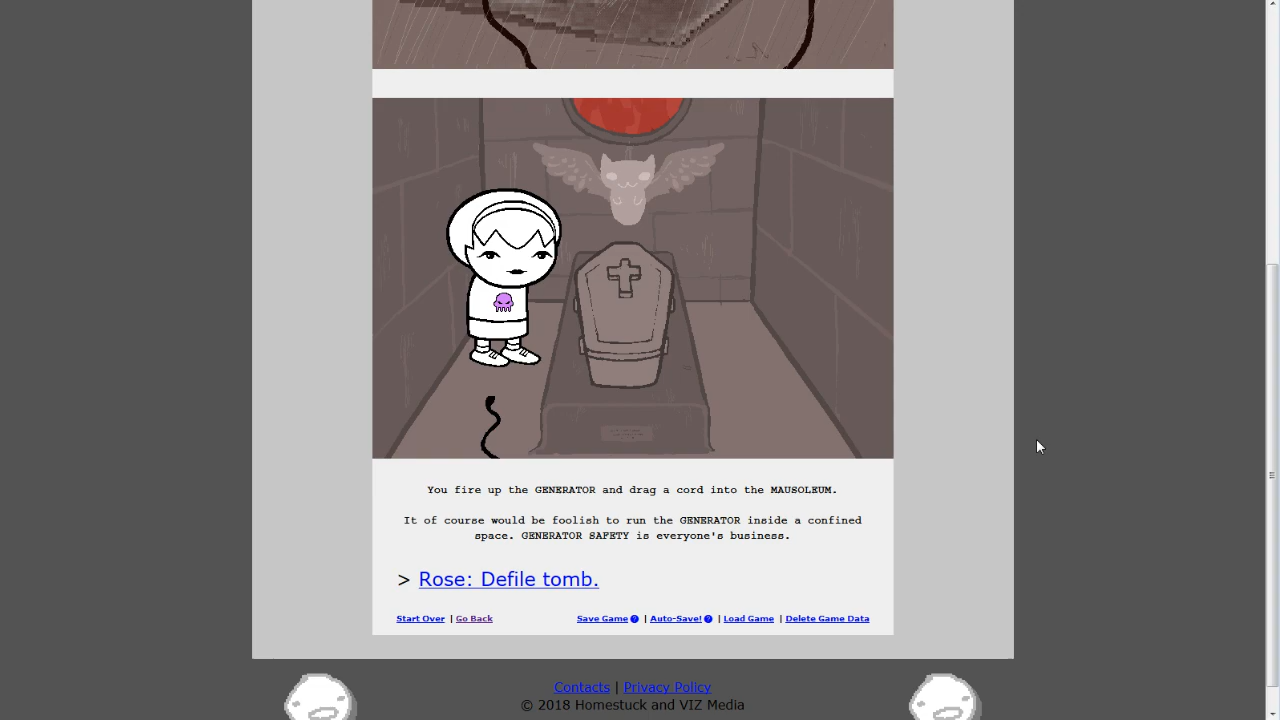 You fire up the GENERATOR and drag a cord into the MAUSOLEUM.
It of course would be foolish to run the GENERATOR inside a confined
space. GENERATOR SAFETY is everyone's business.
> Rose: Defile tomb.
Start Over | Go Back Save Game ? | Auto-Save! ? | Load Game | Delete Game Data
Contacts | Privacy Policy
© 2018 Homestuck and VIZ Media